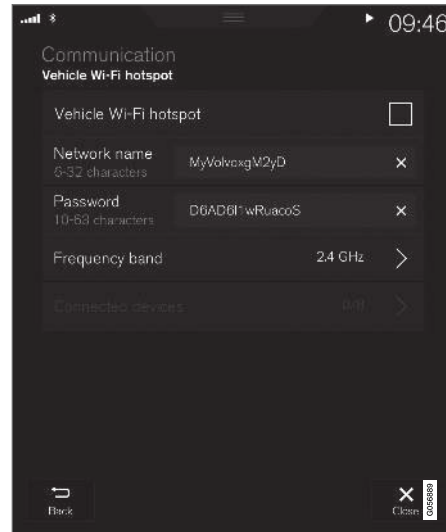 09:46
Communication
Vehicle Wi-Fi hotspot
Vehicle Wi-Fi hotspot
Network name
6-32 characters
MyVolvoxgM2yD
Password
10-63 characters
D6AD6I1wRuacoS
Frequency band
2.4 GHz
Connected devices
0/8
Back
Close
G056889